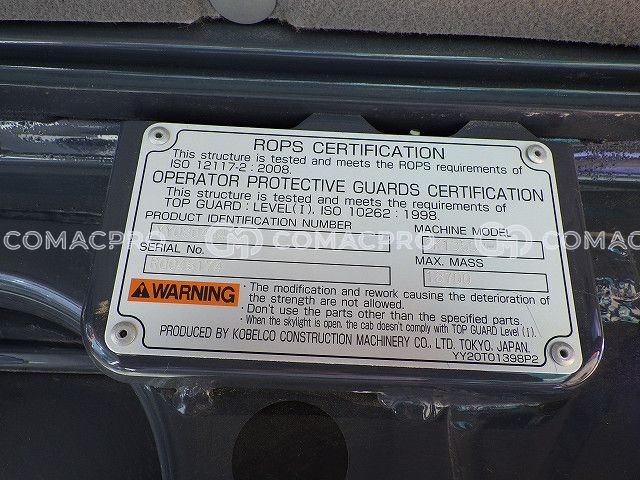 ROPS CERTIFICATION
This structure is tested and meets the ROPS requirements of
ISO 12117-2 : 2008.
OPERATOR PROTECTIVE GUARDS CERTIFICATION
This structure is tested and meets the requirements of
TOP GUARD : LEVEL(I), ISO 10262 : 1998.
PRODUCT IDENTIFICATION NUMBER
MACHINE MODEL
COMACPRO COMACPRO COMACPRO
SERIAL No.
MAX. MASS
WARNING
· The modification and rework causing the deterioration of
the strength are not allowed.
· Don't use the parts other than the specified parts.
· When the skylight is open, the cab doesn't comply with TOP GUARD Level (I).
PRODUCED BY KOBELCO CONSTRUCTION MACHINERY CO., LTD. TOKYO, JAPAN.
YY20T01398P2
COMACPRO COMACPRO